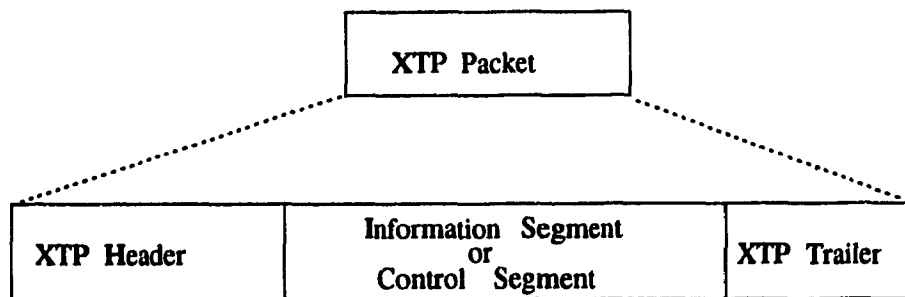 XTP Packet
XTP Header
Information Segment
or
Control Segment
XTP Trailer